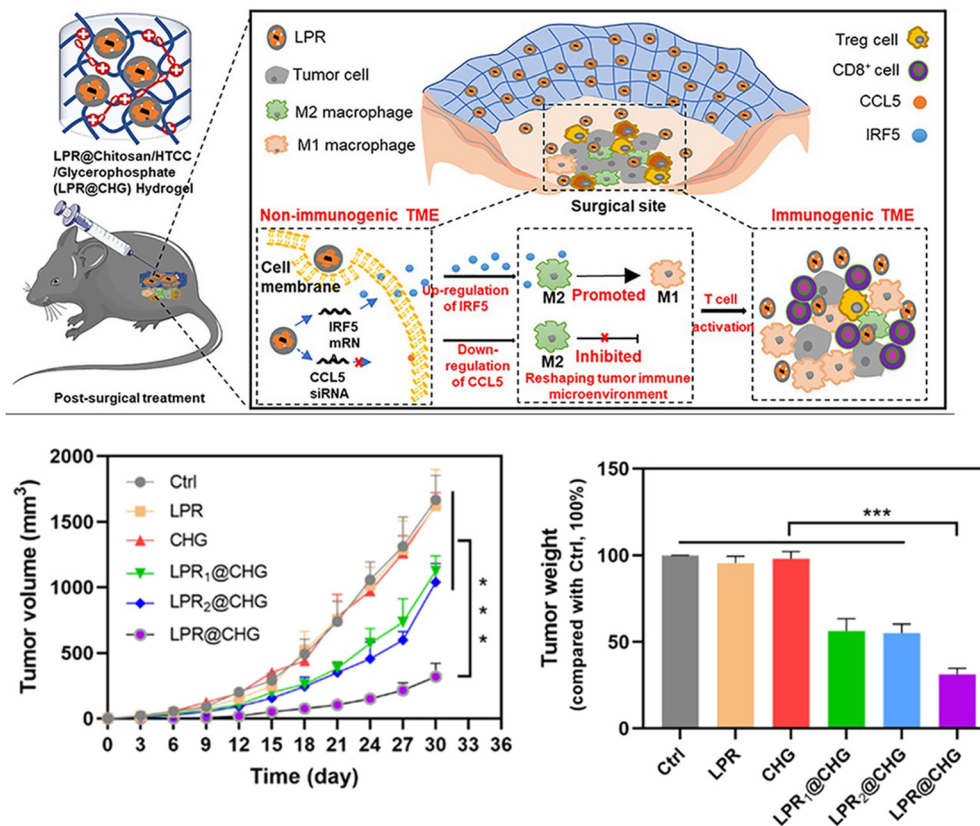 LPR@Chitosan/HTCC
/Glycerophosphate
(LPR@CHG) Hydrogel
Post-surgical treatment
LPR
Tumor cell
M2 macrophage
M1 macrophage
Treg cell
CD8⁺ cell
CCL5
IRF5
Surgical site
Non-immunogenic TME
Immunogenic TME
Cell
membrane
IRF5
mRN
CCL5
siRNA
Up-regulation
of IRF5
Down-
regulation
of CCL5
M2
Promoted
M1
M2
Inhibited
Reshaping tumor immune
microenvironment
T cell
activation
Tumor volume (mm³)
2000
1500
1000
500
0
Ctrl
LPR
CHG
LPR₁@CHG
LPR₂@CHG
LPR@CHG
* * *
0 3 6 9 12 15 18 21 24 27 30 33 36
Time (day)
Tumor weight
(compared with Ctrl, 100%)
150
100
50
0
***
Ctrl
LPR
CHG
LPR₁@CHG
LPR₂@CHG
LPR@CHG